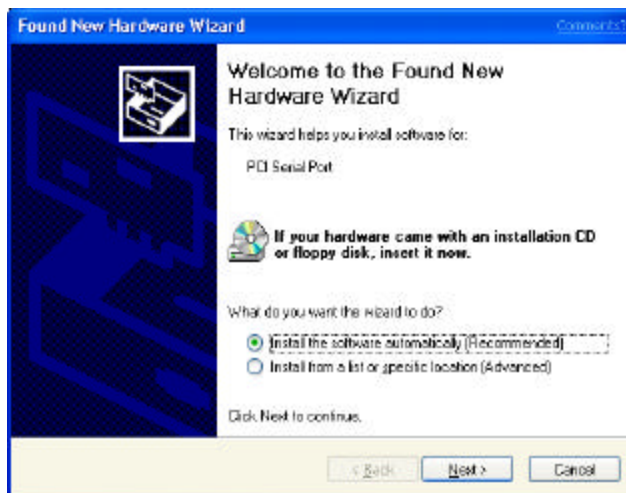 Found New Hardware Wizard
Comments?
Welcome to the Found New
Hardware Wizard
This wizard helps you install software for:
PCI Serial Port
If your hardware came with an installation CD
or floppy disk, insert it now.
What do you want the wizard to do?
Install the software automatically (Recommended)
Install from a list or specific location (Advanced)
Click Next to continue.
< Back
Next >
Cancel